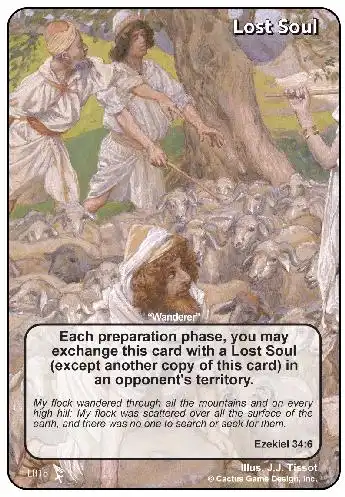 Lost Soul
"Wanderer"
Each preparation phase, you may
exchange this card with a Lost Soul
(except another copy of this card) in
an opponent's territory.
My flock wandered through all the mountains and on every
high hill; My flock was scattered over all the surface of the
earth, and there was no one to search or seek for them.
Ezekiel 34:6
Illus. J.J. Tissot
© Cactus Game Design, Inc.